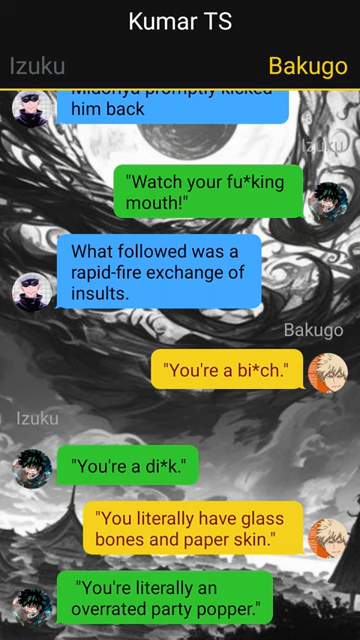 Kumar TS
Izuku
Bakugo
Midoriya promptly kicked
him back
Izuku
"Watch your fu*king
mouth!"
What followed was a
rapid-fire exchange of
insults.
Bakugo
"You're a bi*ch."
Izuku
"You're a di*k."
"You literally have glass
bones and paper skin."
"You're literally an
overrated party popper."